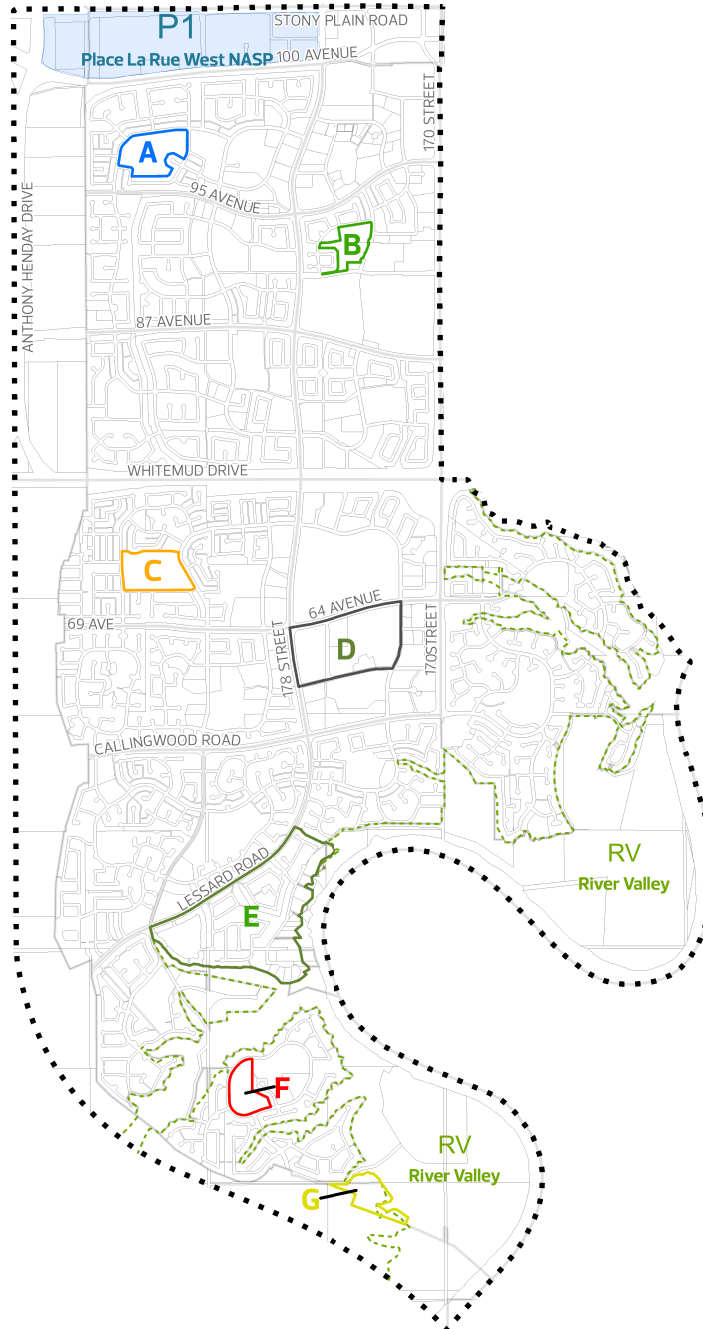 STONY PLAIN ROAD
P1
Place La Rue West NASP
100 AVENUE
170 STREET
A
95 AVENUE
ANTHONY HENDAY DRIVE
B
87 AVENUE
WHITEMUD DRIVE
C
64 AVENUE
69 AVE
178 STREET
D
170STREET
CALLINGWOOD ROAD
LESSARD ROAD
RV
River Valley
E
F
RV
River Valley
G